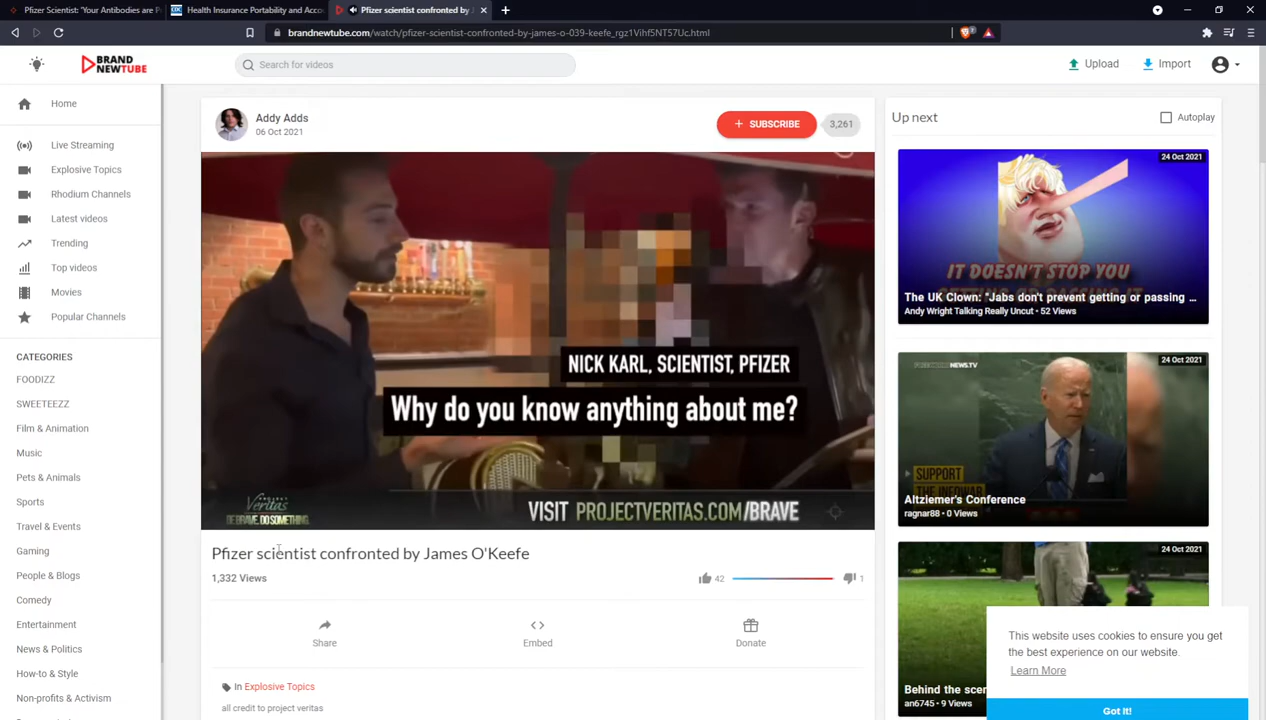 Pfizer Scientist: 'Your Antibodies are P
Health Insurance Portability and Acco
Pfizer scientist confronted by J
brandnewtube.com/watch/pfizer-scientist-confronted-by-james-o-039-keefe_rgz1Vihf5NT57Uc.html
BRAND
NEWTUBE
Search for videos
Upload
Import
Home
Live Streaming
Explosive Topics
Rhodium Channels
Latest videos
Trending
Top videos
Movies
Popular Channels
CATEGORIES
FOODIZZ
SWEETEEZZ
Film & Animation
Music
Pets & Animals
Sports
Travel & Events
Gaming
People & Blogs
Comedy
Entertainment
News & Politics
How-to & Style
Non-profits & Activism
Addy Adds
06 Oct 2021
+ SUBSCRIBE
3,261
NICK KARL, SCIENTIST, PFIZER
Why do you know anything about me?
Project
Veritas
BE BRAVE. DO SOMETHING.
VISIT PROJECTVERITAS.COM/BRAVE
Pfizer scientist confronted by James O'Keefe
1,332 Views
42
1
Share
Embed
Donate
In Explosive Topics
all credit to project veritas
Up next
Autoplay
24 Oct 2021
IT DOESN'T STOP YOU
The UK Clown: "Jabs don't prevent getting or passing ...
Andy Wright Talking Really Uncut • 52 Views
24 Oct 2021
NEWS.TV
SUPPORT
THE INFOWAR
Altziemer's Conference
ragnar88 • 0 Views
24 Oct 2021
Behind the scen
an6745 • 9 Views
This website uses cookies to ensure you get
the best experience on our website.
Learn More
Got It!